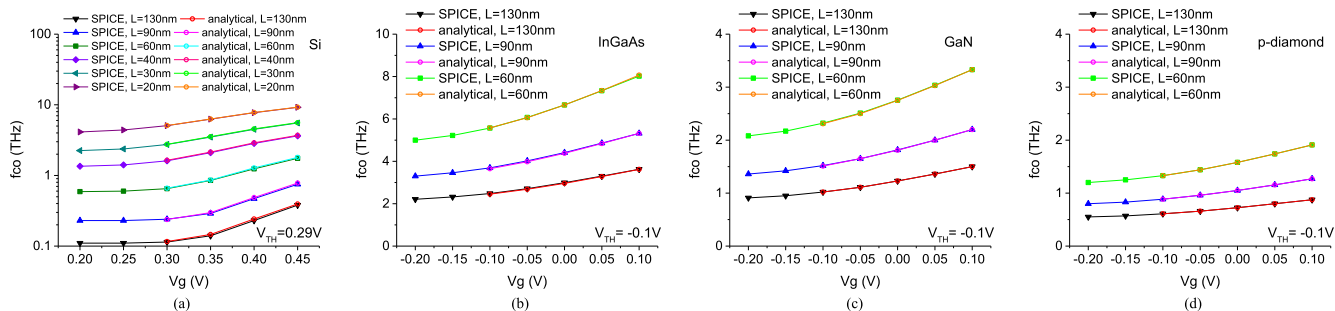 SPICE, L=130nm analytical, L=130nm
SPICE, L=90nm analytical, L=90nm
SPICE, L=60nm analytical, L=60nm
SPICE, L=40nm analytical, L=40nm
SPICE, L=30nm analytical, L=30nm
SPICE, L=20nm analytical, L=20nm
Si
100
10
1
0.1
fco (THz)
V_TH=0.29V
0.20 0.25 0.30 0.35 0.40 0.45
Vg (V)
(a)
SPICE, L=130nm
analytical, L=130nm
SPICE, L=90nm
analytical, L=90nm
SPICE, L=60nm
analytical, L=60nm
InGaAs
10
8
6
4
2
0
fco (THz)
V_TH= -0.1V
-0.20 -0.15 -0.10 -0.05 0.00 0.05 0.10
Vg (V)
(b)
SPICE, L=130nm
analytical, L=130nm
SPICE, L=90nm
analytical, L=90nm
SPICE, L=60nm
analytical, L=60nm
GaN
4
3
2
1
0
fco (THz)
V_TH= -0.1V
-0.20 -0.15 -0.10 -0.05 0.00 0.05 0.10
Vg (V)
(c)
SPICE, L=130nm
analytical, L=130nm
SPICE, L=90nm
analytical, L=90nm
SPICE, L=60nm
analytical, L=60nm
p-diamond
4
3
2
1
0
fco (THz)
V_TH= -0.1V
-0.20 -0.15 -0.10 -0.05 0.00 0.05 0.10
Vg (V)
(d)